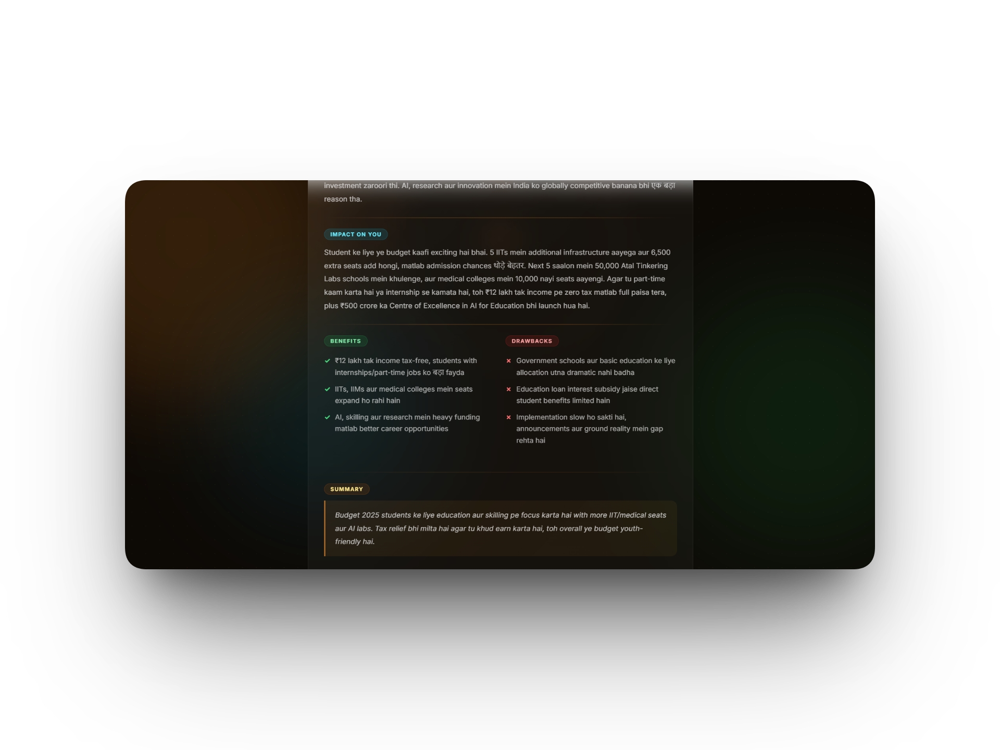 investment zaroori thi. AI, research aur innovation mein India ko globally competitive banana bhi एक बड़ा
reason tha.
IMPACT ON YOU
Student ke liye ye budget kaafi exciting hai bhai. 5 IITs mein additional infrastructure aayega aur 6,500
extra seats add hongi, matlab admission chances थोड़े बेहतर. Next 5 saalon mein 50,000 Atal Tinkering
Labs schools mein khulenge, aur medical colleges mein 10,000 nayi seats aayengi. Agar tu part-time
kaam karta hai ya internship se kamata hai, toh ₹12 lakh tak income pe zero tax matlab full paisa tera,
plus ₹500 crore ka Centre of Excellence in AI for Education bhi launch hua hai.
BENEFITS
₹12 lakh tak income tax-free, students with
internships/part-time jobs ko बड़ा fayda
IITs, IIMs aur medical colleges mein seats
expand ho rahi hain
AI, skilling aur research mein heavy funding
matlab better career opportunities
DRAWBACKS
Government schools aur basic education ke liye
allocation utna dramatic nahi badha
Education loan interest subsidy jaise direct
student benefits limited hain
Implementation slow ho sakti hai,
announcements aur ground reality mein gap
rehta hai
SUMMARY
Budget 2025 students ke liye education aur skilling pe focus karta hai with more IIT/medical seats
aur AI labs. Tax relief bhi milta hai agar tu khud earn karta hai, toh overall ye budget youth-
friendly hai.